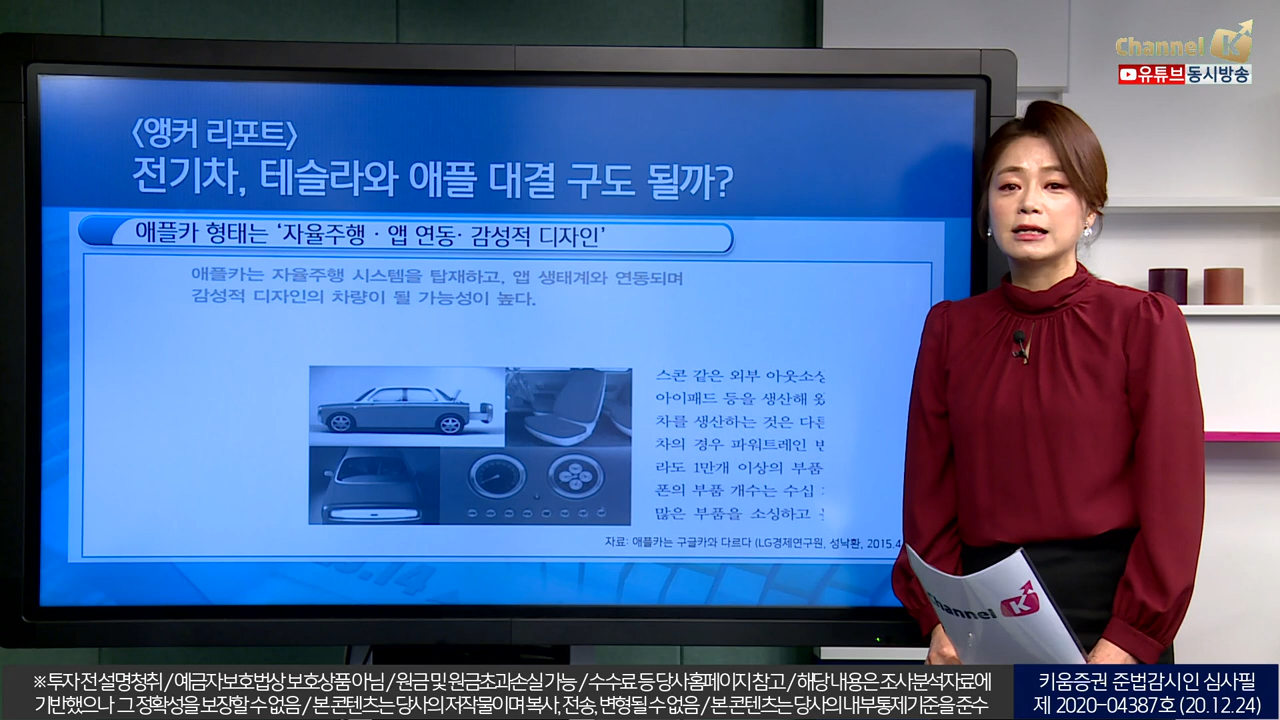 Channel K
유튜브 동시방송
<앵커 리포트>
전기차, 테슬라와 애플 대결 구도 될까?
애플카 형태는 '자율주행 · 앱 연동· 감성적 디자인'
애플카는 자율주행 시스템을 탑재하고, 앱 생태계와 연동되며
감성적 디자인의 차량이 될 가능성이 높다.
스콘 같은 외부 아웃소싱
아이패드 등을 생산해 왔
차를 생산하는 것은 다른
차의 경우 파워트레인
라도 1만개 이상의 부품
폰의 부품 개수는 수십
많은 부품을 소싱하고
자료: 애플카는 구글카와 다르다 (LG경제연구원, 성낙환, 2015.4
Channel K
※ 투자 전 설명청취 / 예금자보호법상 보호상품 아님 / 원금 및 원금초과손실 가능 / 수수료 등 당사홈페이지 참고 / 해당 내용은 조사분석자료에
기반했으나 그 정확성을 보장할 수 없음 / 본 콘텐츠는 당사의 저작물이며 복사, 전송, 변형될 수 없음 / 본 콘텐츠는 당사의 내부통제기준을 준수
키움증권 준법감시인 심사필
제 2020-04387호 (20.12.24)